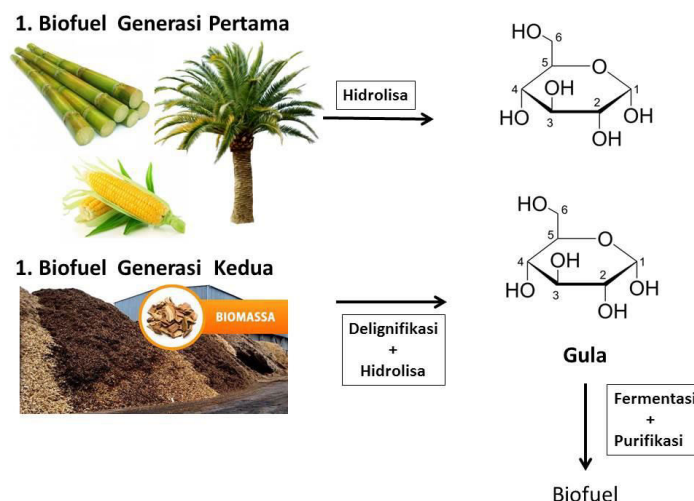 1. Biofuel Generasi Pertama
Hidrolisa
HO
6
5
O
4
OH
1
HO
2
3
OH
OH
1. Biofuel Generasi Kedua
BIOMASSA
Delignifikasi
+
Hidrolisa
HO
6
5
O
4
OH
1
HO
2
3
OH
OH
Gula
Fermentasi
+
Purifikasi
Biofuel